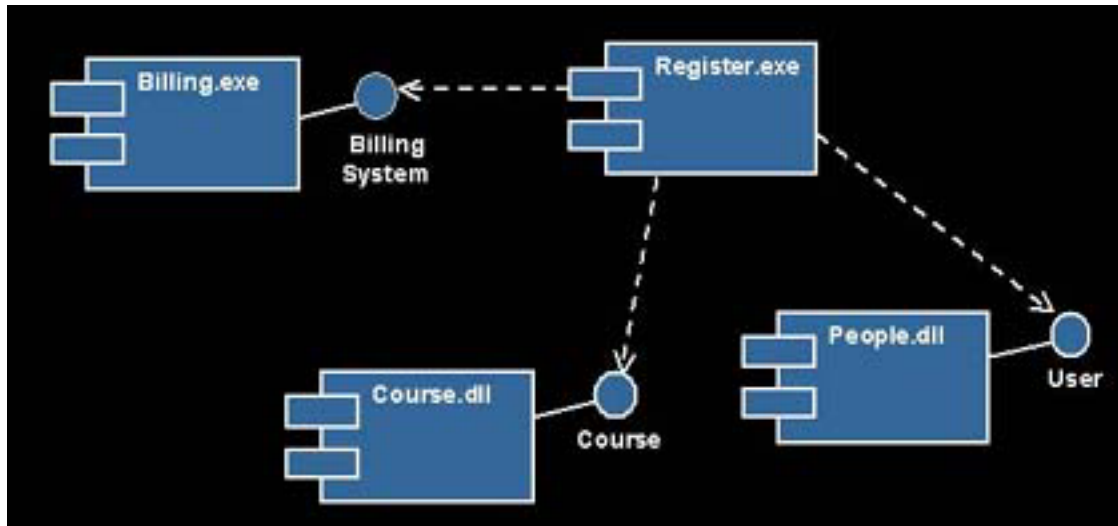 Billing.exe
Register.exe
Billing
System
People.dll
User
Course.dll
Course